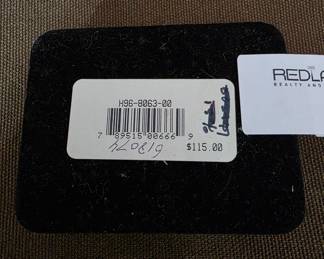 H96-8063-00
7 89515 00666 9
$115.00
REDLA
REALTY AND